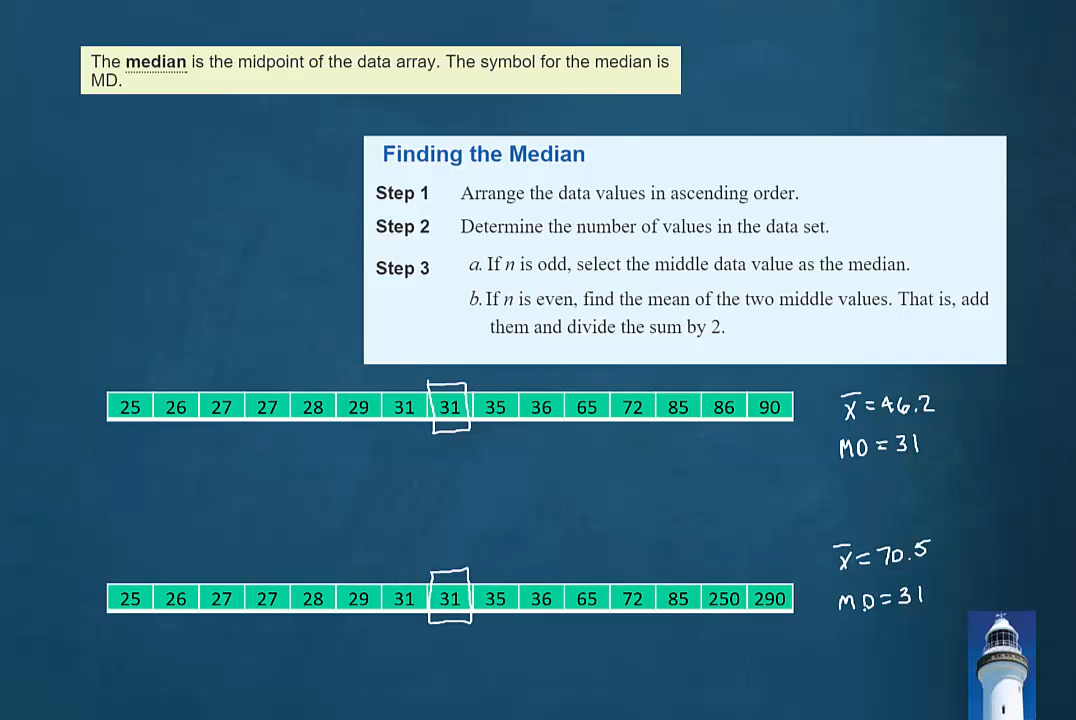 The median is the midpoint of the data array. The symbol for the median is
MD.
Finding the Median
Step 1 Arrange the data values in ascending order.
Step 2 Determine the number of values in the data set.
Step 3 a. If n is odd, select the middle data value as the median.
b. If n is even, find the mean of the two middle values. That is, add
them and divide the sum by 2.
25 26 27 27 28 29 31 31 35 36 65 72 85 86 90
x̅ = 46.2
MD = 31
25 26 27 27 28 29 31 31 35 36 65 72 85 250 290
x̅ = 70.5
MD = 31